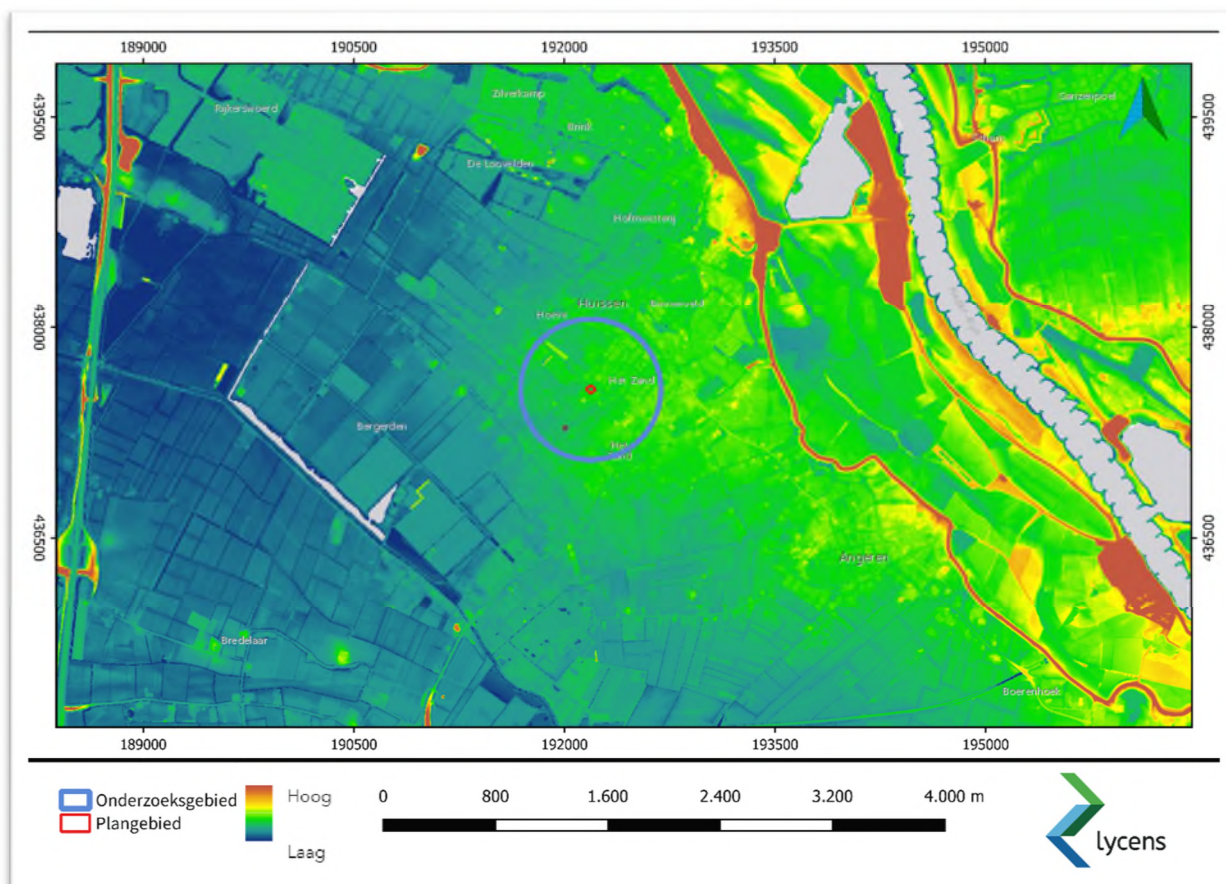 189000 190500 192000 193500 195000
439500 439500
438000 438000
436500 436500
Rijkerswoerd
Zilverkamp
Brink
De Loovelden
Hofmeisterij
Huissen
Hoeve
Het Zand
Het
Zand
Bergerden
Angeren
Bredelaar
Boerenhoek
189000 190500 192000 193500 195000
Onderzoeksgebied
Plangebied
Hoog
Laag
0 800 1.600 2.400 3.200 4.000 m
lycens